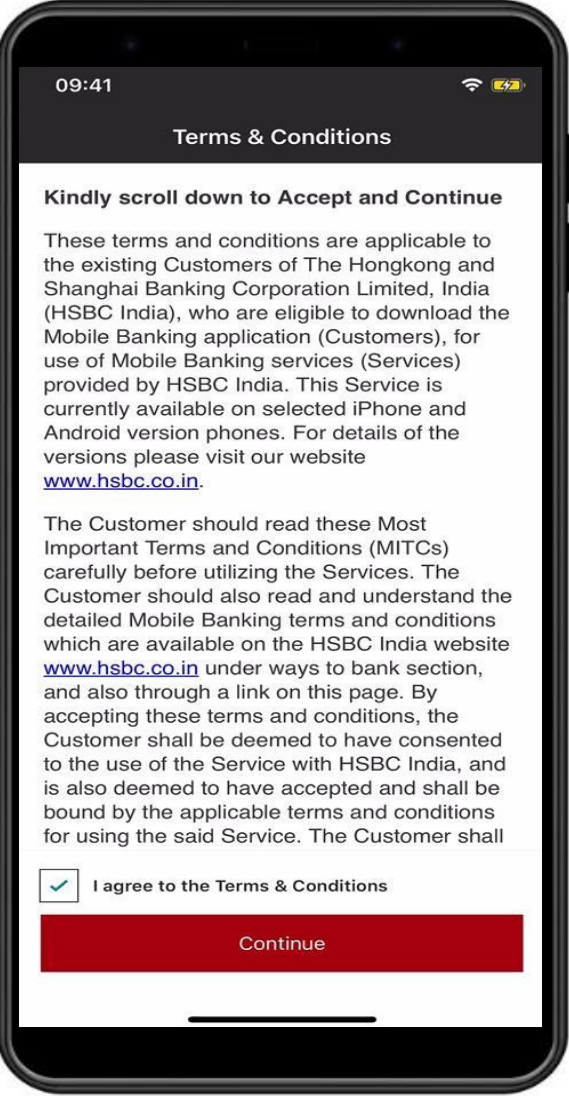 09:41
Terms & Conditions
Kindly scroll down to Accept and Continue
These terms and conditions are applicable to
the existing Customers of The Hongkong and
Shanghai Banking Corporation Limited, India
(HSBC India), who are eligible to download the
Mobile Banking application (Customers), for
use of Mobile Banking services (Services)
provided by HSBC India. This Service is
currently available on selected iPhone and
Android version phones. For details of the
versions please visit our website
www.hsbc.co.in.
The Customer should read these Most
Important Terms and Conditions (MITCs)
carefully before utilizing the Services. The
Customer should also read and understand the
detailed Mobile Banking terms and conditions
which are available on the HSBC India website
www.hsbc.co.in under ways to bank section,
and also through a link on this page. By
accepting these terms and conditions, the
Customer shall be deemed to have consented
to the use of the Service with HSBC India, and
is also deemed to have accepted and shall be
bound by the applicable terms and conditions
for using the said Service. The Customer shall
I agree to the Terms & Conditions
Continue